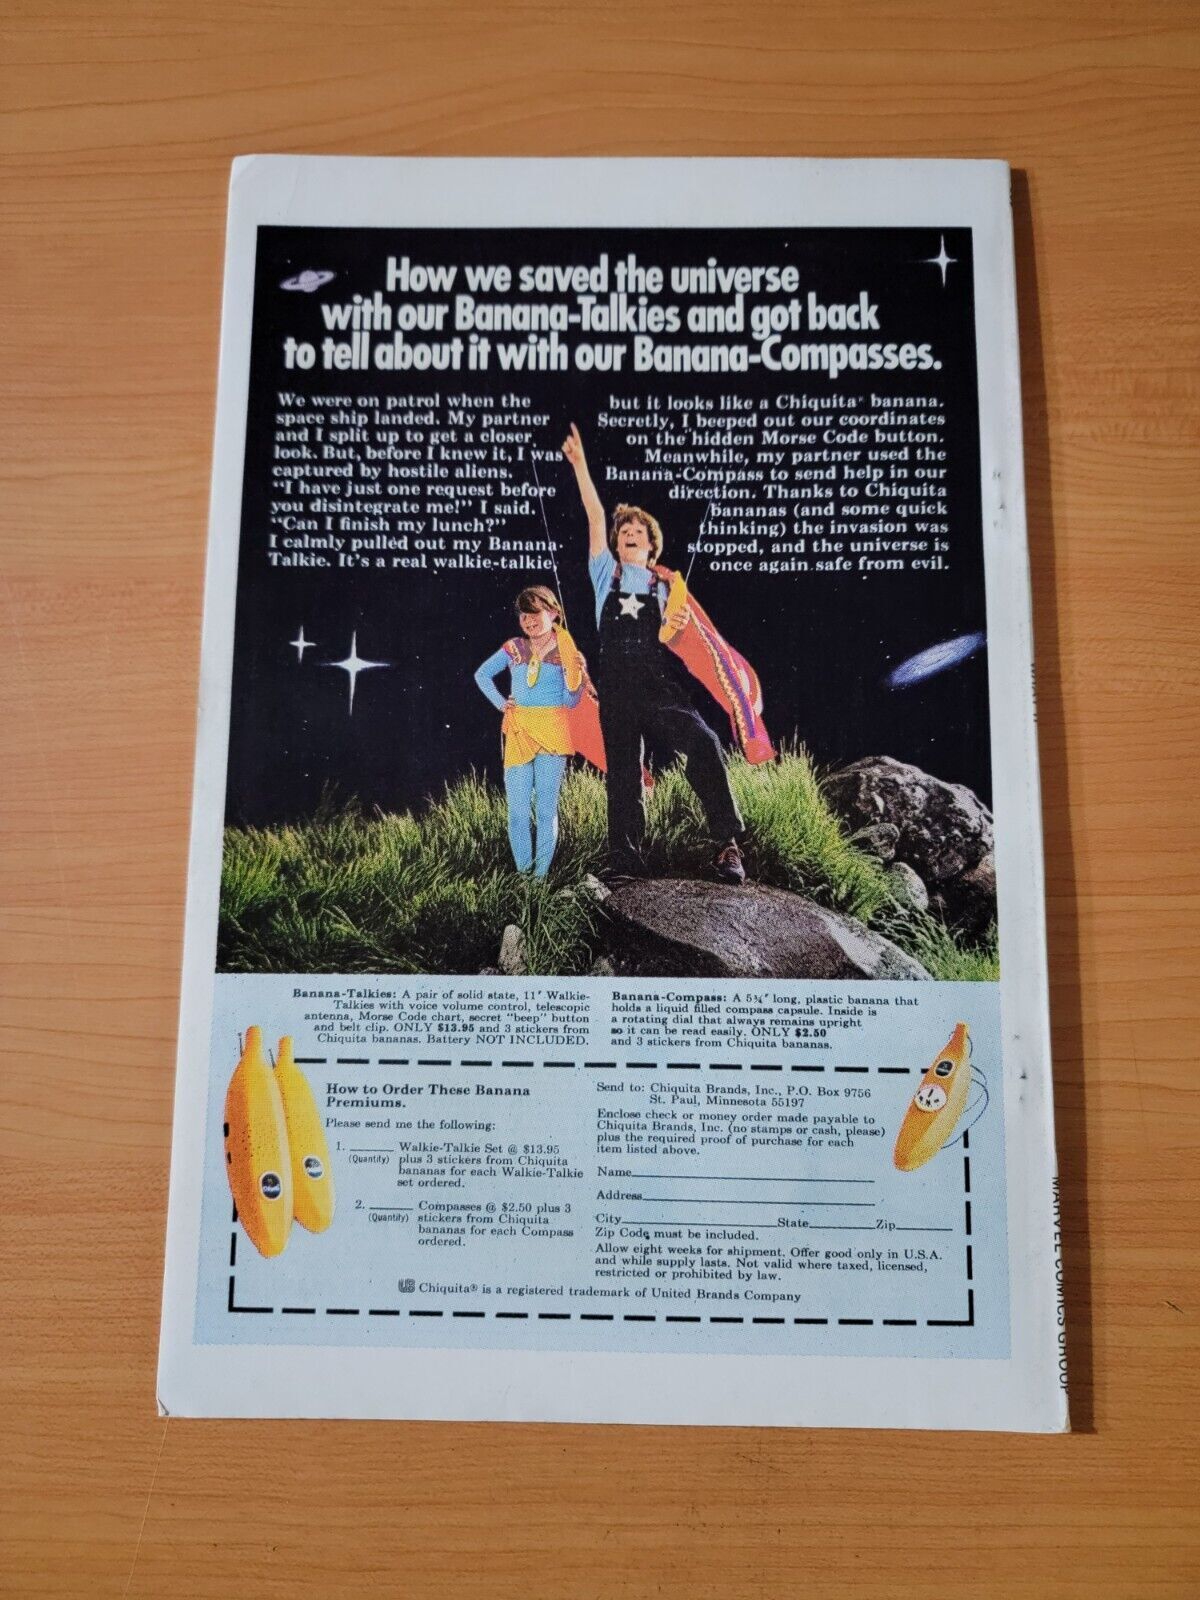 How we saved the universe
with our Banana-Talkies and got back
to tell about it with our Banana-Compasses.
We were on patrol when the
space ship landed. My partner
and I split up to get a closer
look. But, before I knew it, I was
captured by hostile aliens.
"I have just one request before
you disintegrate me!" I said.
"Can I finish my lunch?"
I calmly pulled out my Banana-
Talkie. It's a real walkie-talkie,
but it looks like a Chiquita® banana.
Secretly, I beeped out our coordinates
on the hidden Morse Code button.
Meanwhile, my partner used the
Banana-Compass to send help in our
direction. Thanks to Chiquita
bananas (and some quick
thinking) the invasion was
stopped, and the universe is
once again safe from evil.
Banana-Talkies: A pair of solid state, 11" Walkie-
Talkies with voice volume control, telescopic
antenna, Morse Code chart, secret "beep" button
and belt clip. ONLY $13.95 and 3 stickers from
Chiquita bananas. Battery NOT INCLUDED.
Banana-Compass: A 5¾" long, plastic banana that
holds a liquid filled compass capsule. Inside is
a rotating dial that always remains upright
so it can be read easily. ONLY $2.50
and 3 stickers from Chiquita bananas.
How to Order These Banana
Premiums.
Please send me the following:
1. ______ Walkie-Talkie Set @ $13.95
(Quantity) plus 3 stickers from Chiquita
bananas for each Walkie-Talkie
set ordered.
2. ______ Compasses @ $2.50 plus 3
(Quantity) stickers from Chiquita
bananas for each Compass
ordered.
Send to: Chiquita Brands, Inc., P.O. Box 9756
St. Paul, Minnesota 55197
Enclose check or money order made payable to
Chiquita Brands, Inc. (no stamps or cash, please)
plus the required proof of purchase for each
item listed above.
Name
Address
City State Zip
Zip Code must be included.
Allow eight weeks for shipment. Offer good only in U.S.A.
and while supply lasts. Not valid where taxed, licensed,
restricted or prohibited by law.
UB Chiquita® is a registered trademark of United Brands Company
MARVEL COMICS GROUP